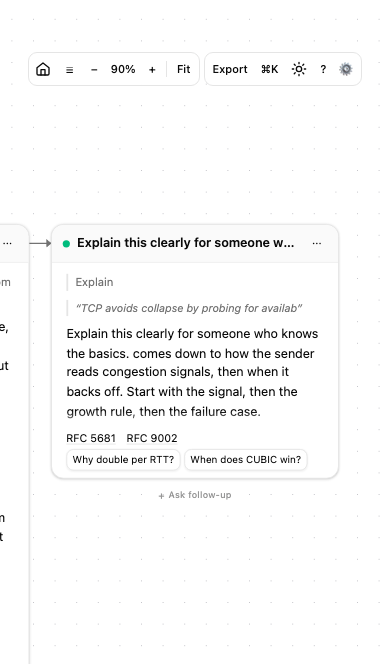 90%
Fit
Export
⌘K
?
Explain this clearly for someone w...
om
Explain
“TCP avoids collapse by probing for availab”
e,
Explain this clearly for someone who knows
the basics. comes down to how the sender
ut
reads congestion signals, then when it
backs off. Start with the signal, then the
growth rule, then the failure case.
RFC 5681 RFC 9002
Why double per RTT? When does CUBIC win?
+ Ask follow-up
m
t